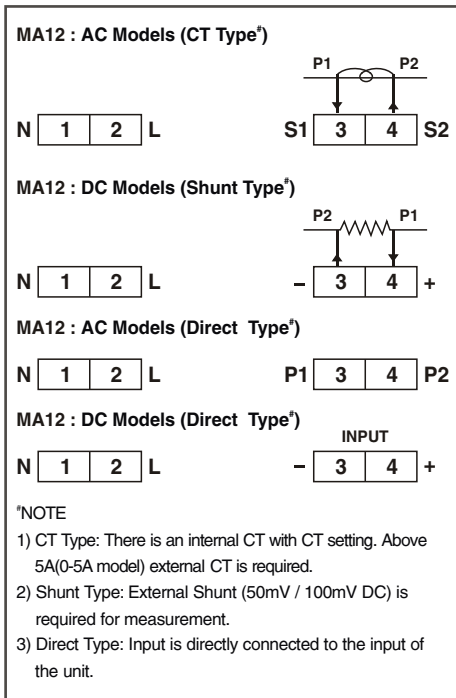 MA12 : AC Models (CT Type#)
P1 P2
N 1 2 L S1 3 4 S2
MA12 : DC Models (Shunt Type#)
P2 P1
N 1 2 L – 3 4 +
MA12 : AC Models (Direct Type#)
N 1 2 L P1 3 4 P2
MA12 : DC Models (Direct Type#)
INPUT
N 1 2 L – 3 4 +
#NOTE
1) CT Type: There is an internal CT with CT setting. Above
5A(0-5A model) external CT is required.
2) Shunt Type: External Shunt (50mV / 100mV DC) is
required for measurement.
3) Direct Type: Input is directly connected to the input of
the unit.